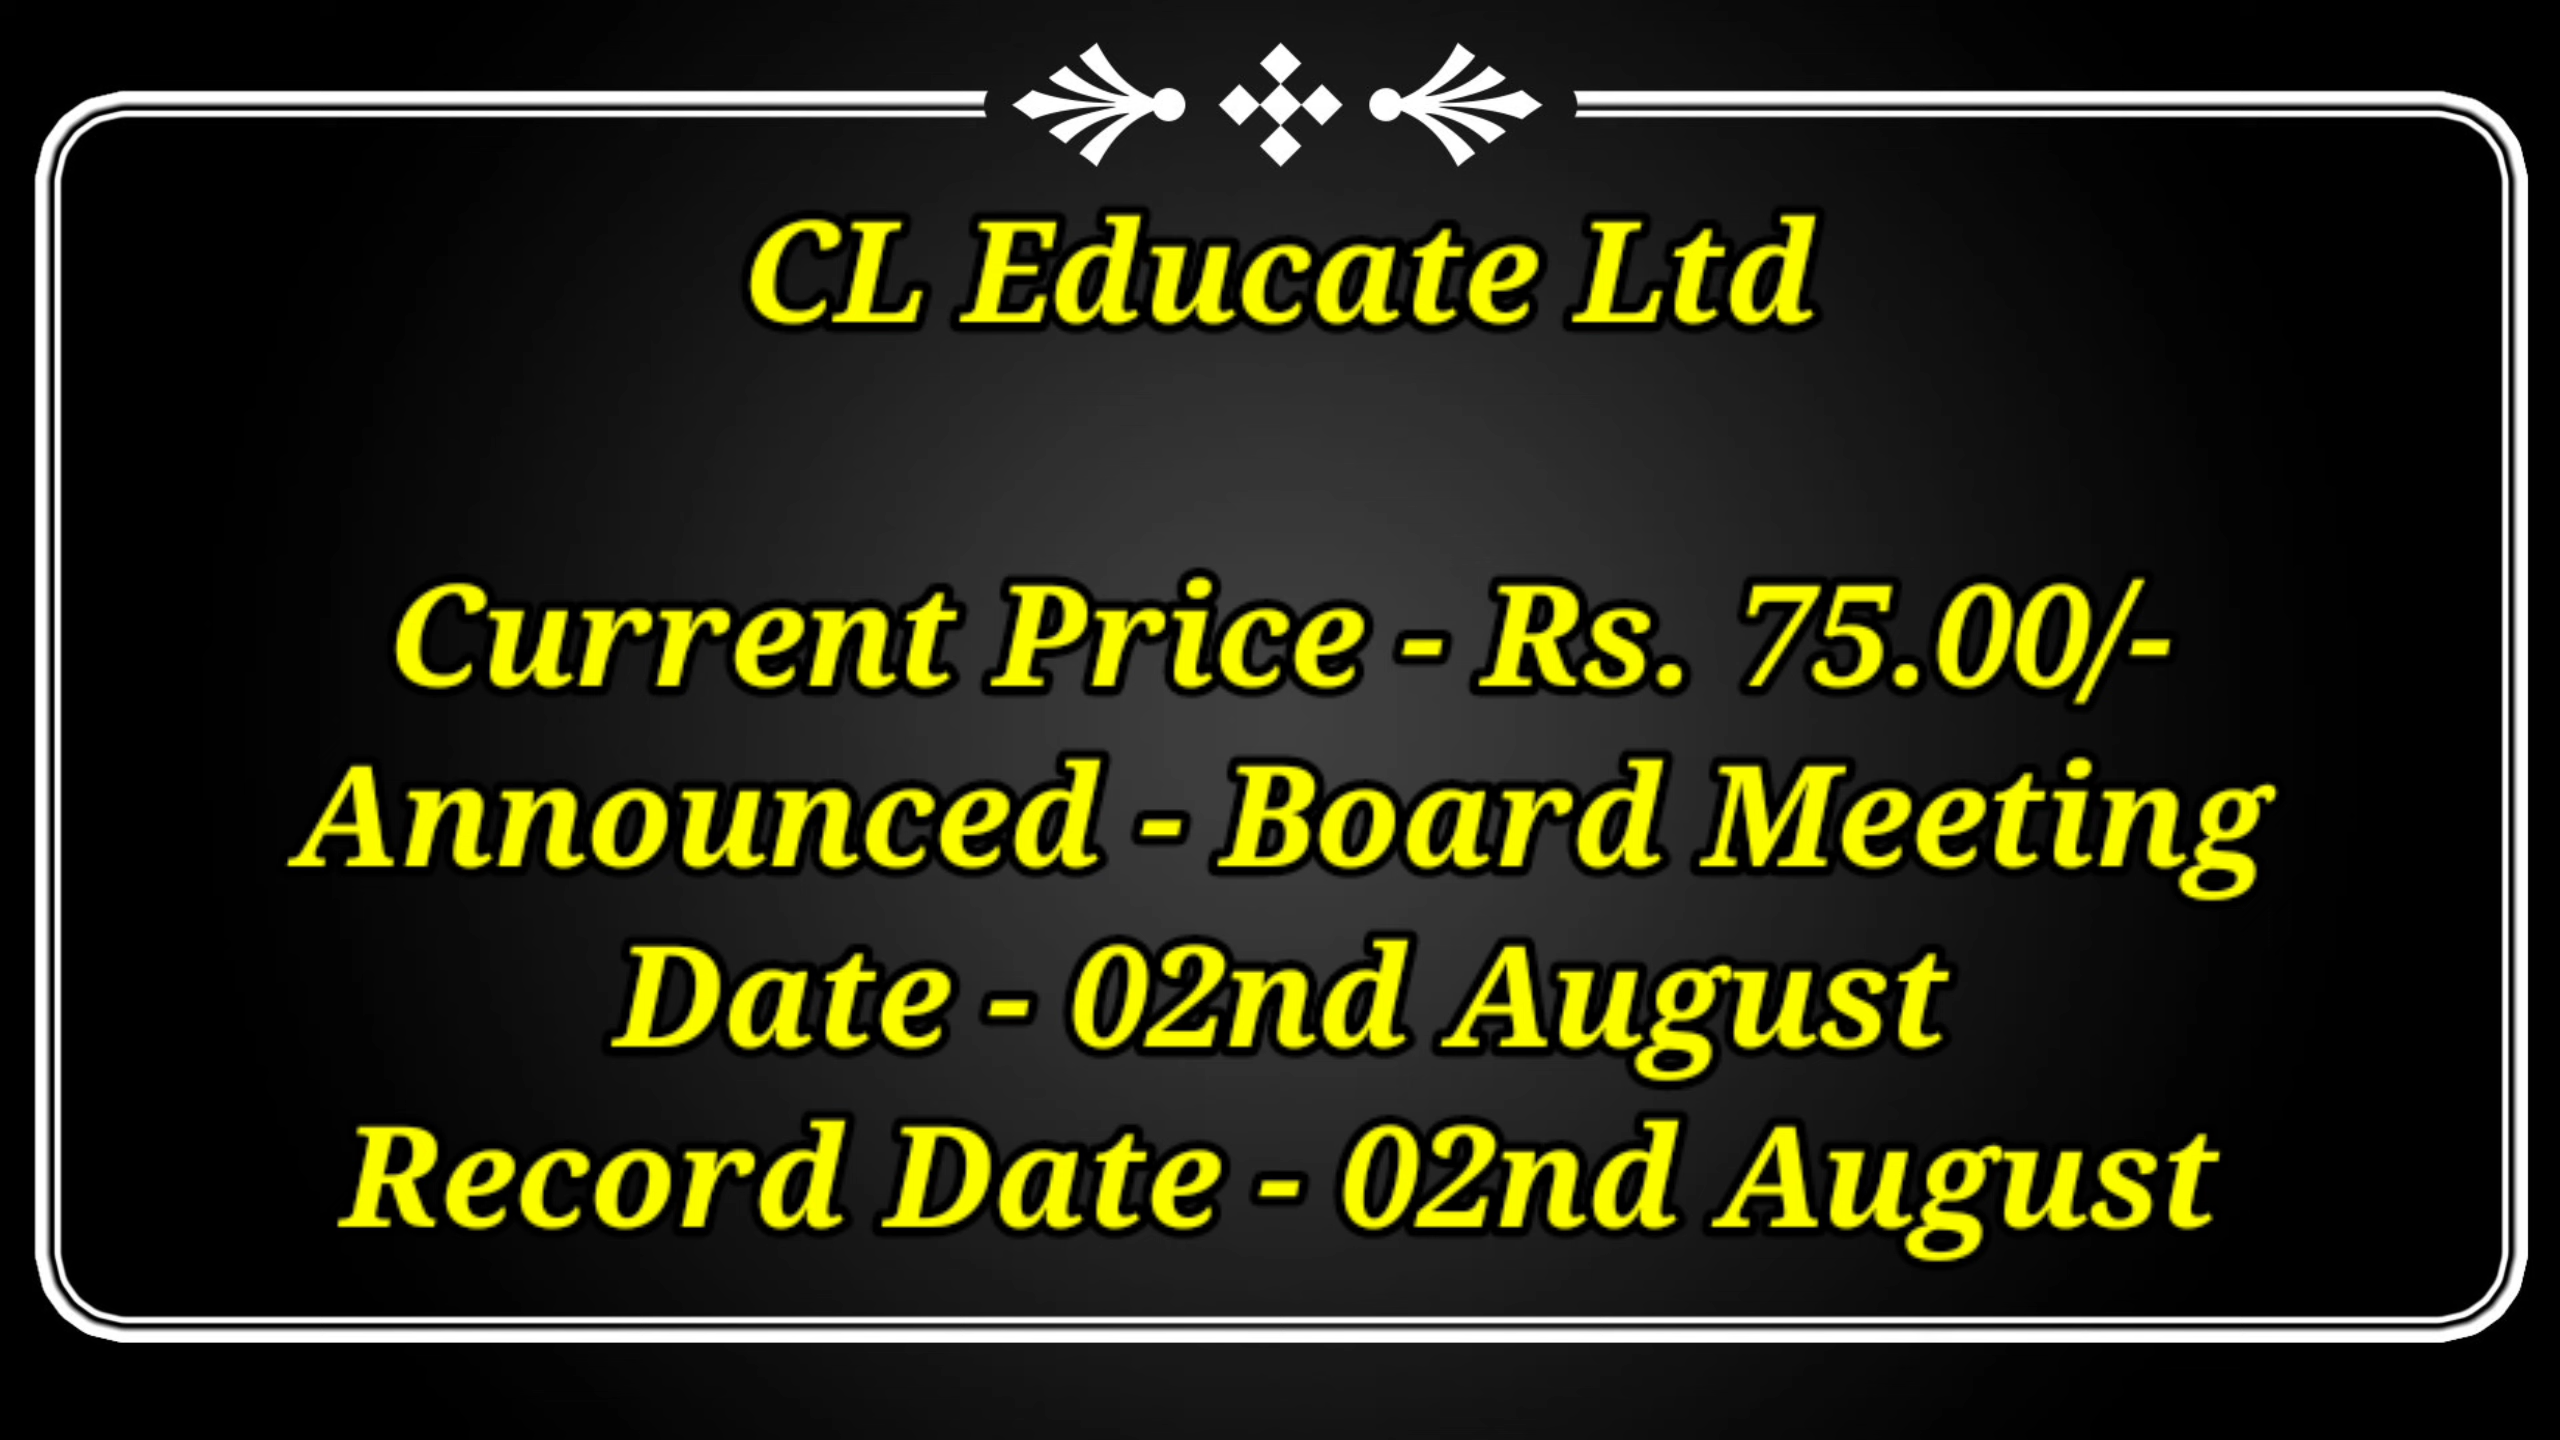 CL Educate Ltd
Current Price - Rs. 75.00/-
Announced - Board Meeting
Date - 02nd August
Record Date - 02nd August